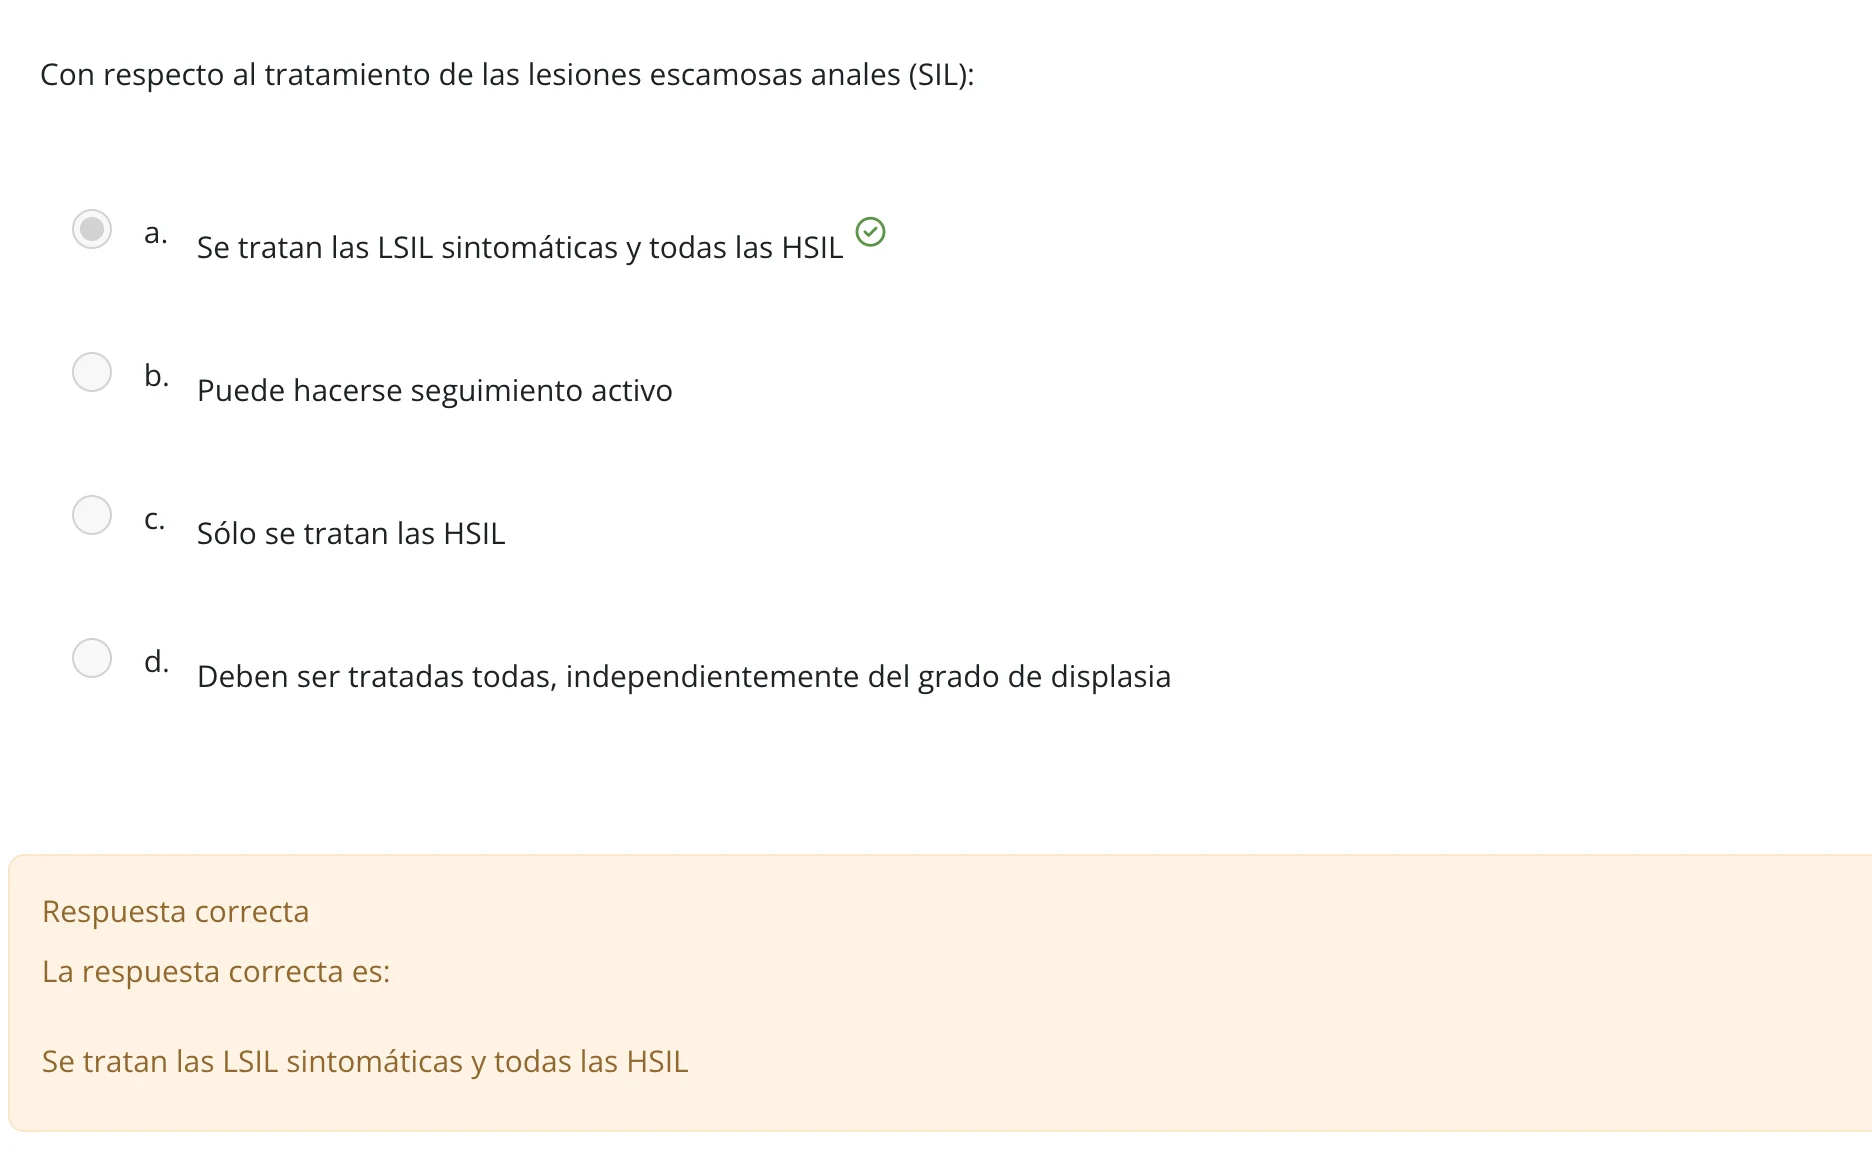 Con respecto al tratamiento de las lesiones escamosas anales (SIL):
a. Se tratan las LSIL sintomáticas y todas las HSIL
b. Puede hacerse seguimiento activo
c. Sólo se tratan las HSIL
d. Deben ser tratadas todas, independientemente del grado de displasia
Respuesta correcta
La respuesta correcta es:
Se tratan las LSIL sintomáticas y todas las HSIL